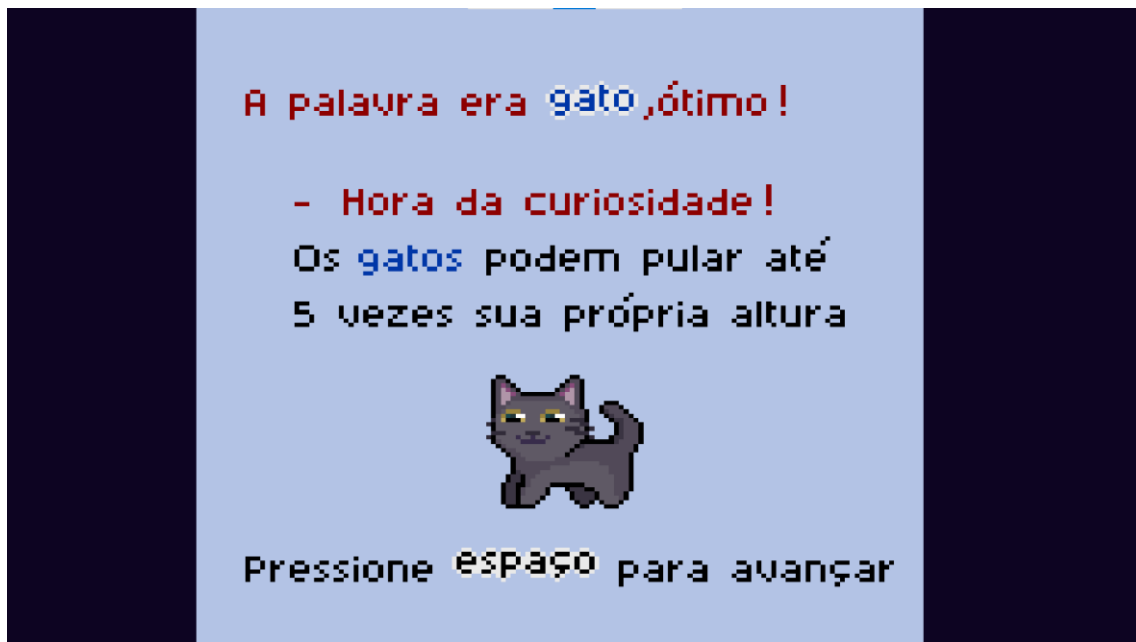 A palavra era gato,ótimo!
- Hora da curiosidade!
Os gatos podem pular até
5 vezes sua própria altura
Pressione espaço para avançar